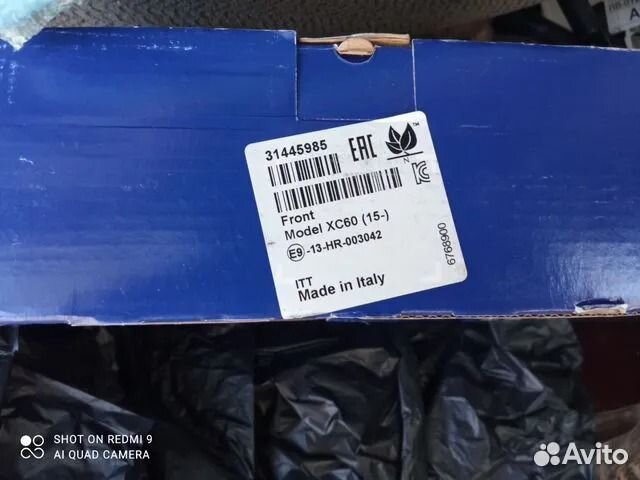 31445985
EAC
TM
N
Front
Model XC60 (15-)
E9 -13-HR-003042
ITT
Made in Italy
6768900
SHOT ON REDMI 9
AI QUAD CAMERA
Avito